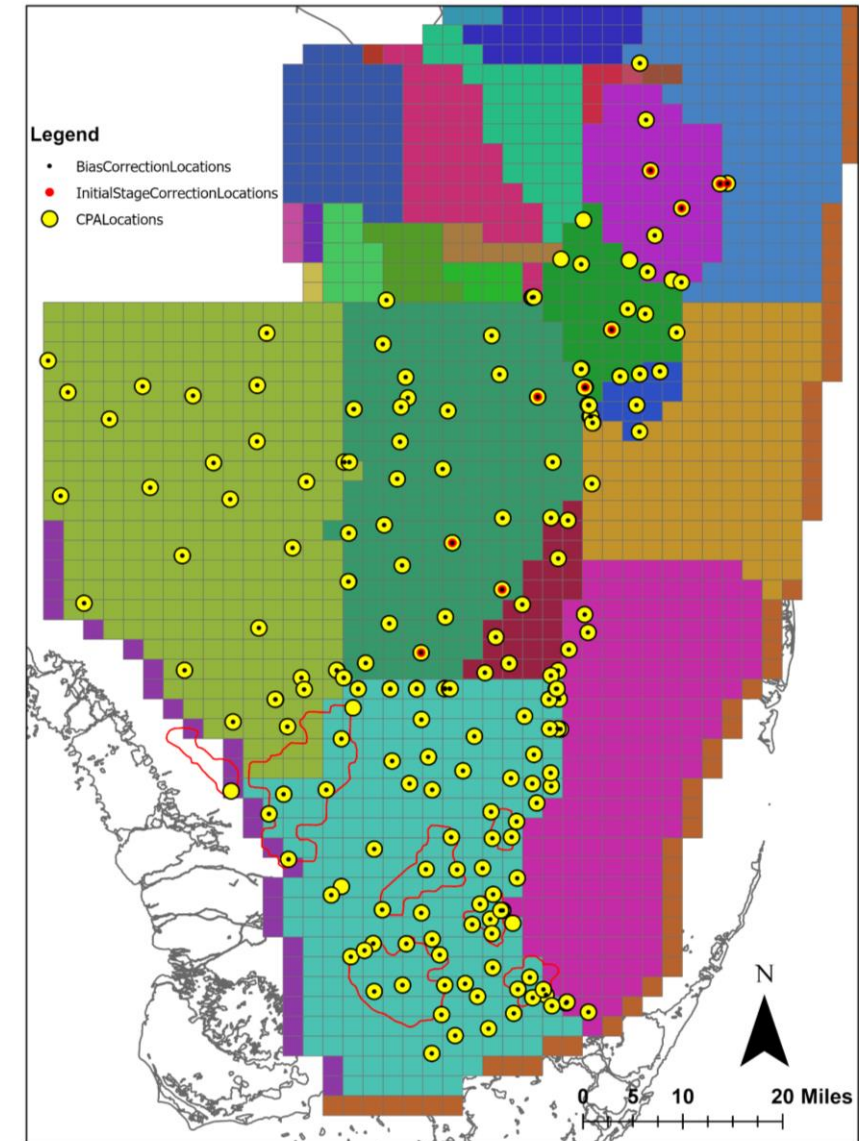 Legend
BiasCorrectionLocations
InitialStageCorrectionLocations
CPALocations
N
0 5 10 20 Miles